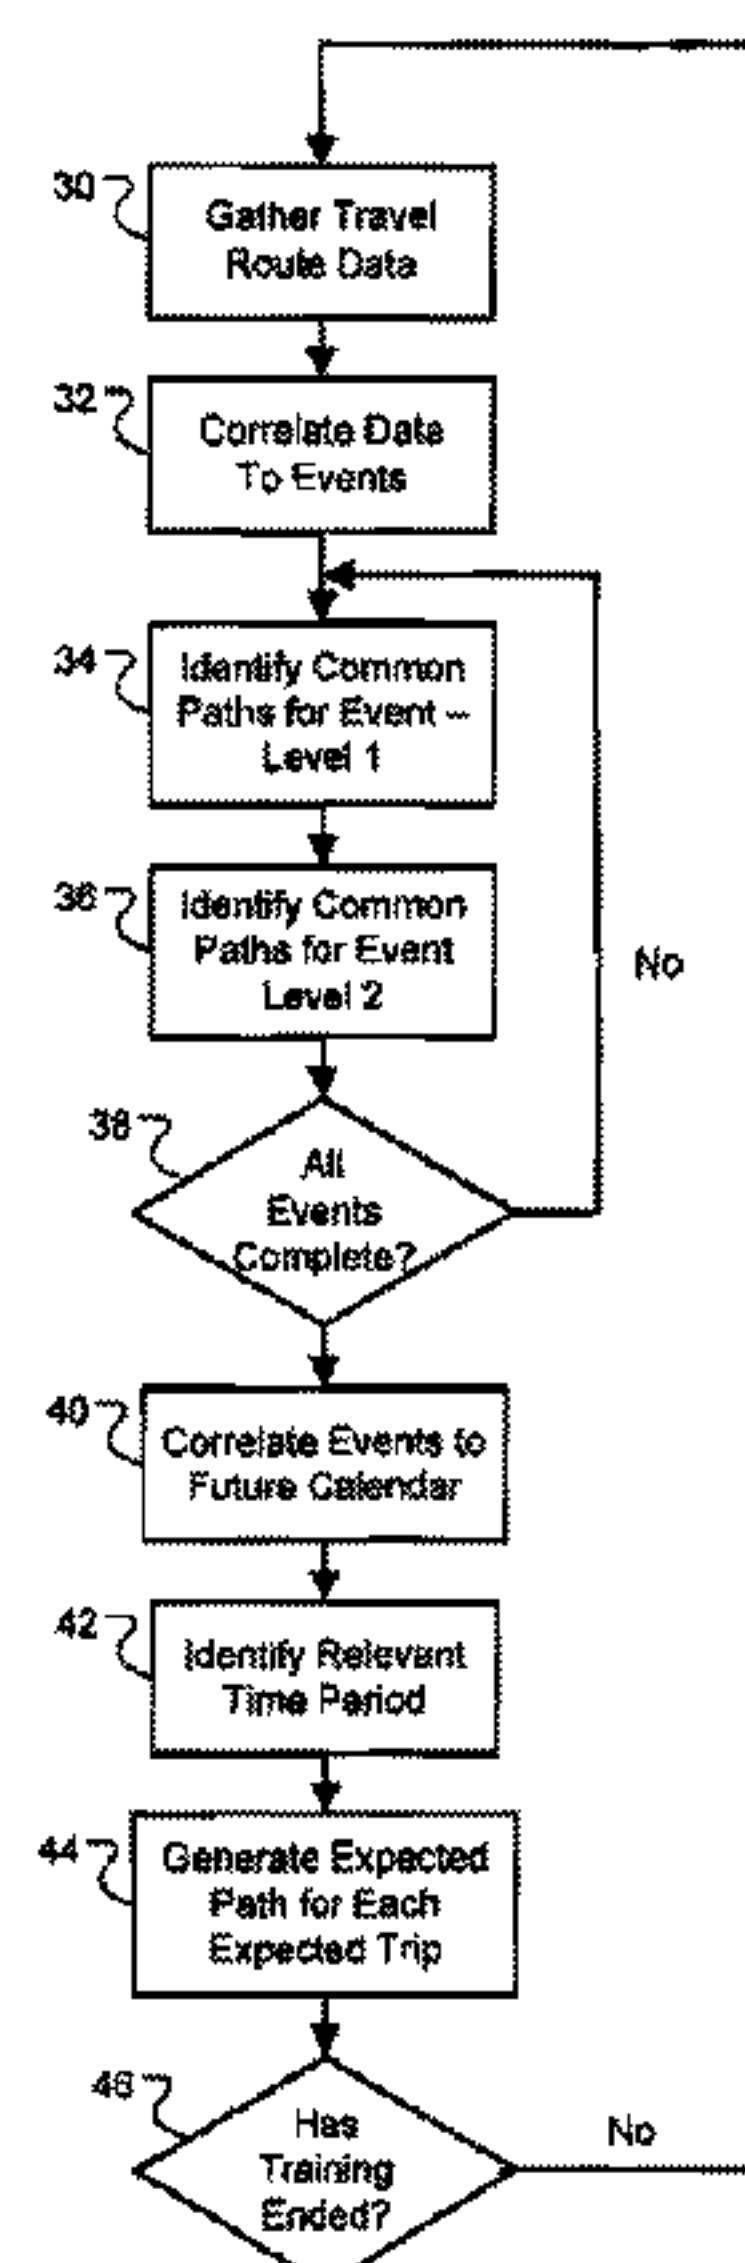 30
Gather Travel
Route Data
32
Correlate Data
To Events
34
Identify Common
Paths for Event –
Level 1
36
Identify Common
Paths for Event
Level 2
No
38
All
Events
Complete?
40
Correlate Events to
Future Calendar
42
Identify Relevant
Time Period
44
Generate Expected
Path for Each
Expected Trip
46
Has
Training
Ended?
No